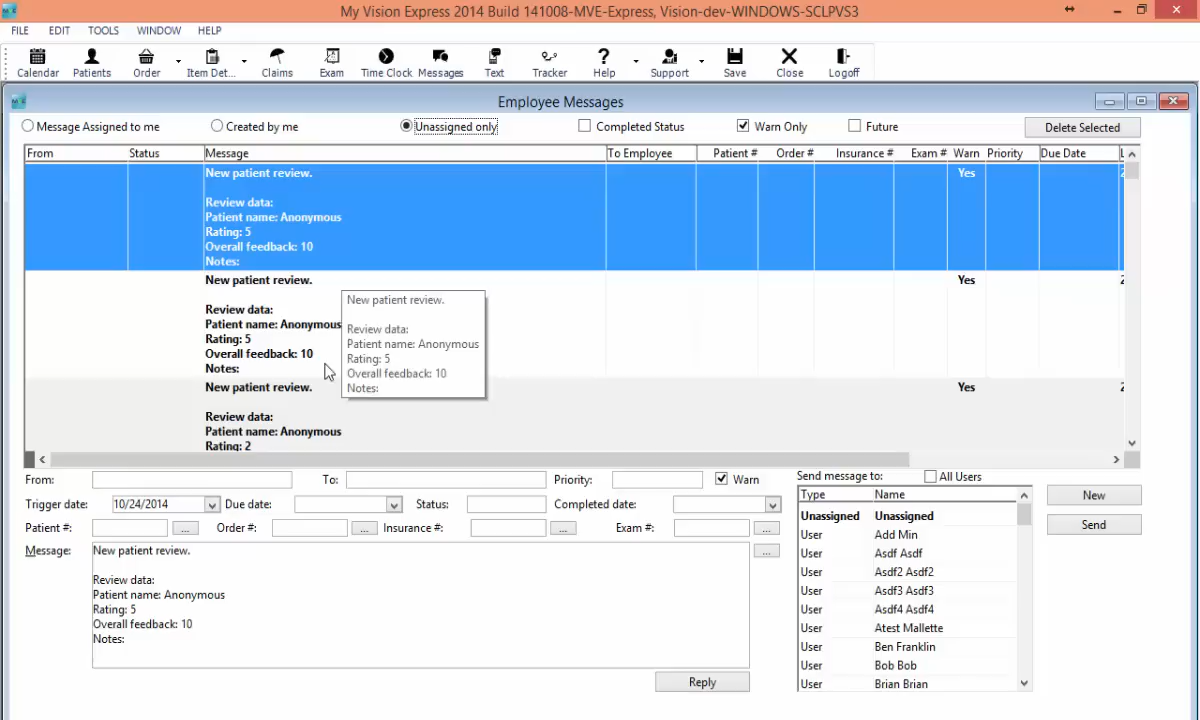 My Vision Express 2014 Build 141008-MVE-Express, Vision-dev-WINDOWS-SCLPVS3
FILE EDIT TOOLS WINDOW HELP
Calendar Patients Order Item Det... Claims Exam Time Clock Messages Text Tracker Help Support Save Close Logoff
Employee Messages
Message Assigned to me Created by me Unassigned only Completed Status Warn Only Future Delete Selected
From Status Message To Employee Patient # Order # Insurance # Exam # Warn Priority Due Date
New patient review. Yes
Review data:
Patient name: Anonymous
Rating: 5
Overall feedback: 10
Notes:
New patient review. Yes
Review data:
Patient name: Anonymous
Rating: 5
Overall feedback: 10
Notes:
New patient review.
Review data:
Patient name: Anonymous
Rating: 5
Overall feedback: 10
Notes:
New patient review. Yes
Review data:
Patient name: Anonymous
Rating: 2
From: To: Priority: Warn
Trigger date: 10/24/2014 Due date: Status: Completed date:
Patient #: ... Order #: ... Insurance #: ... Exam #: ...
Message: ...
New patient review.
Review data:
Patient name: Anonymous
Rating: 5
Overall feedback: 10
Notes:
Reply
Send message to: All Users
Type Name
Unassigned Unassigned
User Add Min
User Asdf Asdf
User Asdf2 Asdf2
User Asdf3 Asdf3
User Asdf4 Asdf4
User Atest Mallette
User Ben Franklin
User Bob Bob
User Brian Brian
New
Send